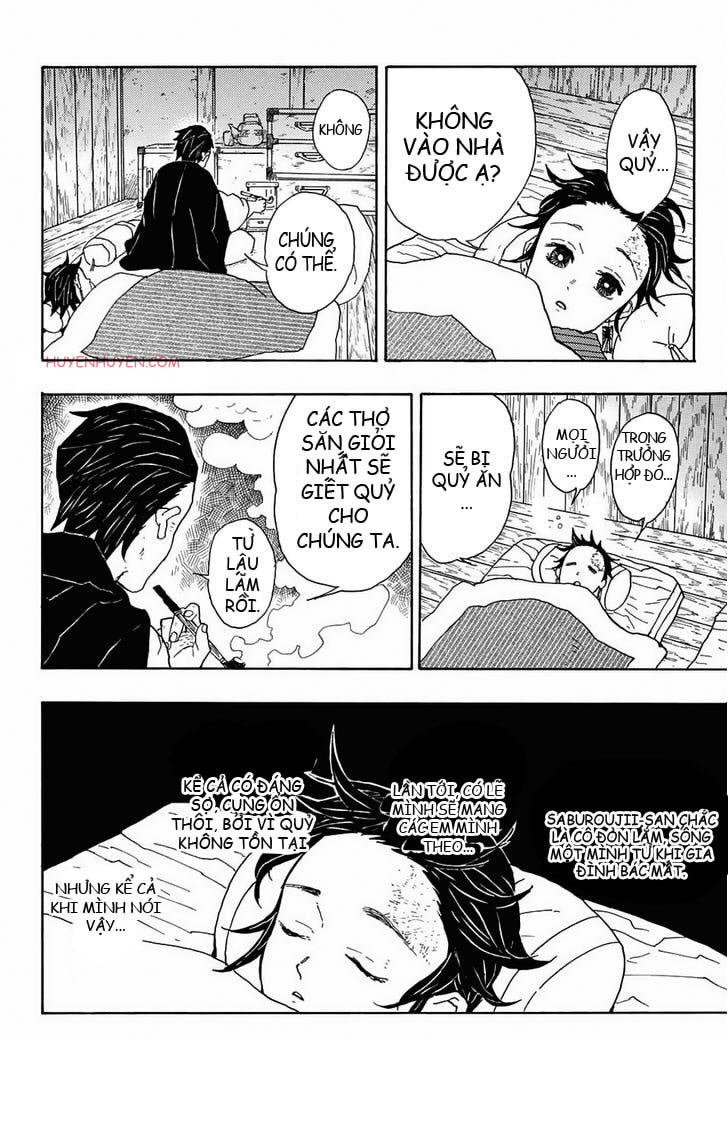 VẬY
QUỶ...
KHÔNG
VÀO NHÀ
ĐƯỢC Ạ?
KHÔNG
CHÚNG
CÓ THỂ.
HUYENHUYEN.COM
TRONG
TRƯỜNG
HỢP ĐÓ...
MỌI
NGƯỜI
...
SẼ BỊ
QUỶ ĂN
...
CÁC THỢ
SĂN GIỎI
NHẤT SẼ
GIẾT QUỶ
CHO
CHÚNG TA.
TỪ
LÂU
LẮM
RỒI.
SABUROUJII-SAN CHẮC
LÀ CÔ ĐƠN LẮM, SỐNG
MỘT MÌNH TỪ KHI GIA
ĐÌNH BÁC MẤT.
LẦN TỚI, CÓ LẼ
MÌNH SẼ MANG
CÁC EM MÌNH
THEO...
KỂ CẢ CÓ ĐÁNG
SỢ, CŨNG ỔN
THÔI, BỞI VÌ QUỶ
KHÔNG TỒN TẠI
NHƯNG KỂ CẢ
KHI MÌNH NÓI
VẬY...